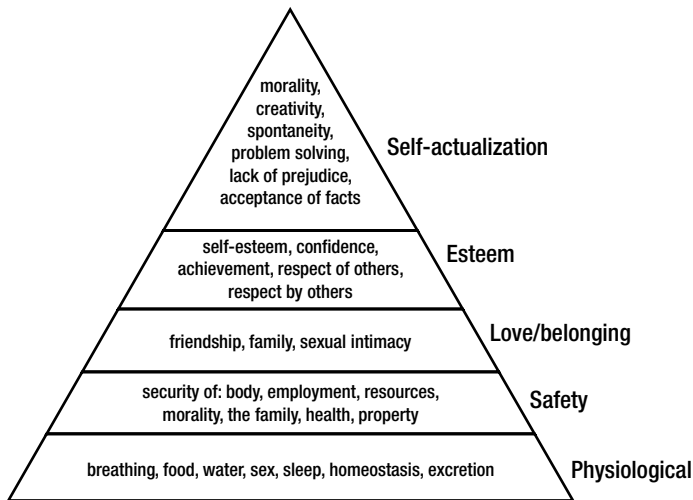 morality,
creativity,
spontaneity,
problem solving,
lack of prejudice,
acceptance of facts
Self-actualization
self-esteem, confidence,
achievement, respect of others,
respect by others
Esteem
friendship, family, sexual intimacy
Love/belonging
security of: body, employment, resources,
morality, the family, health, property
Safety
breathing, food, water, sex, sleep, homeostasis, excretion
Physiological